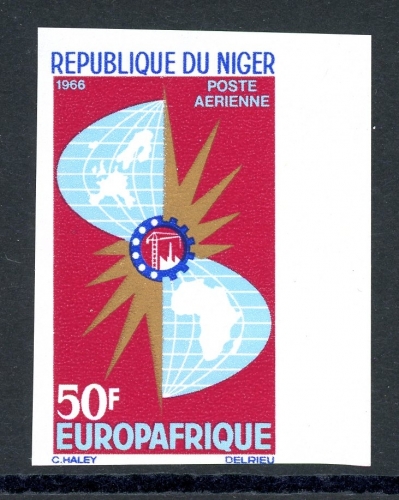 REPUBLIQUE DU NIGER
1966
POSTE
AERIENNE
50F
EUROPAFRIQUE
C.HALEY DELRIEU